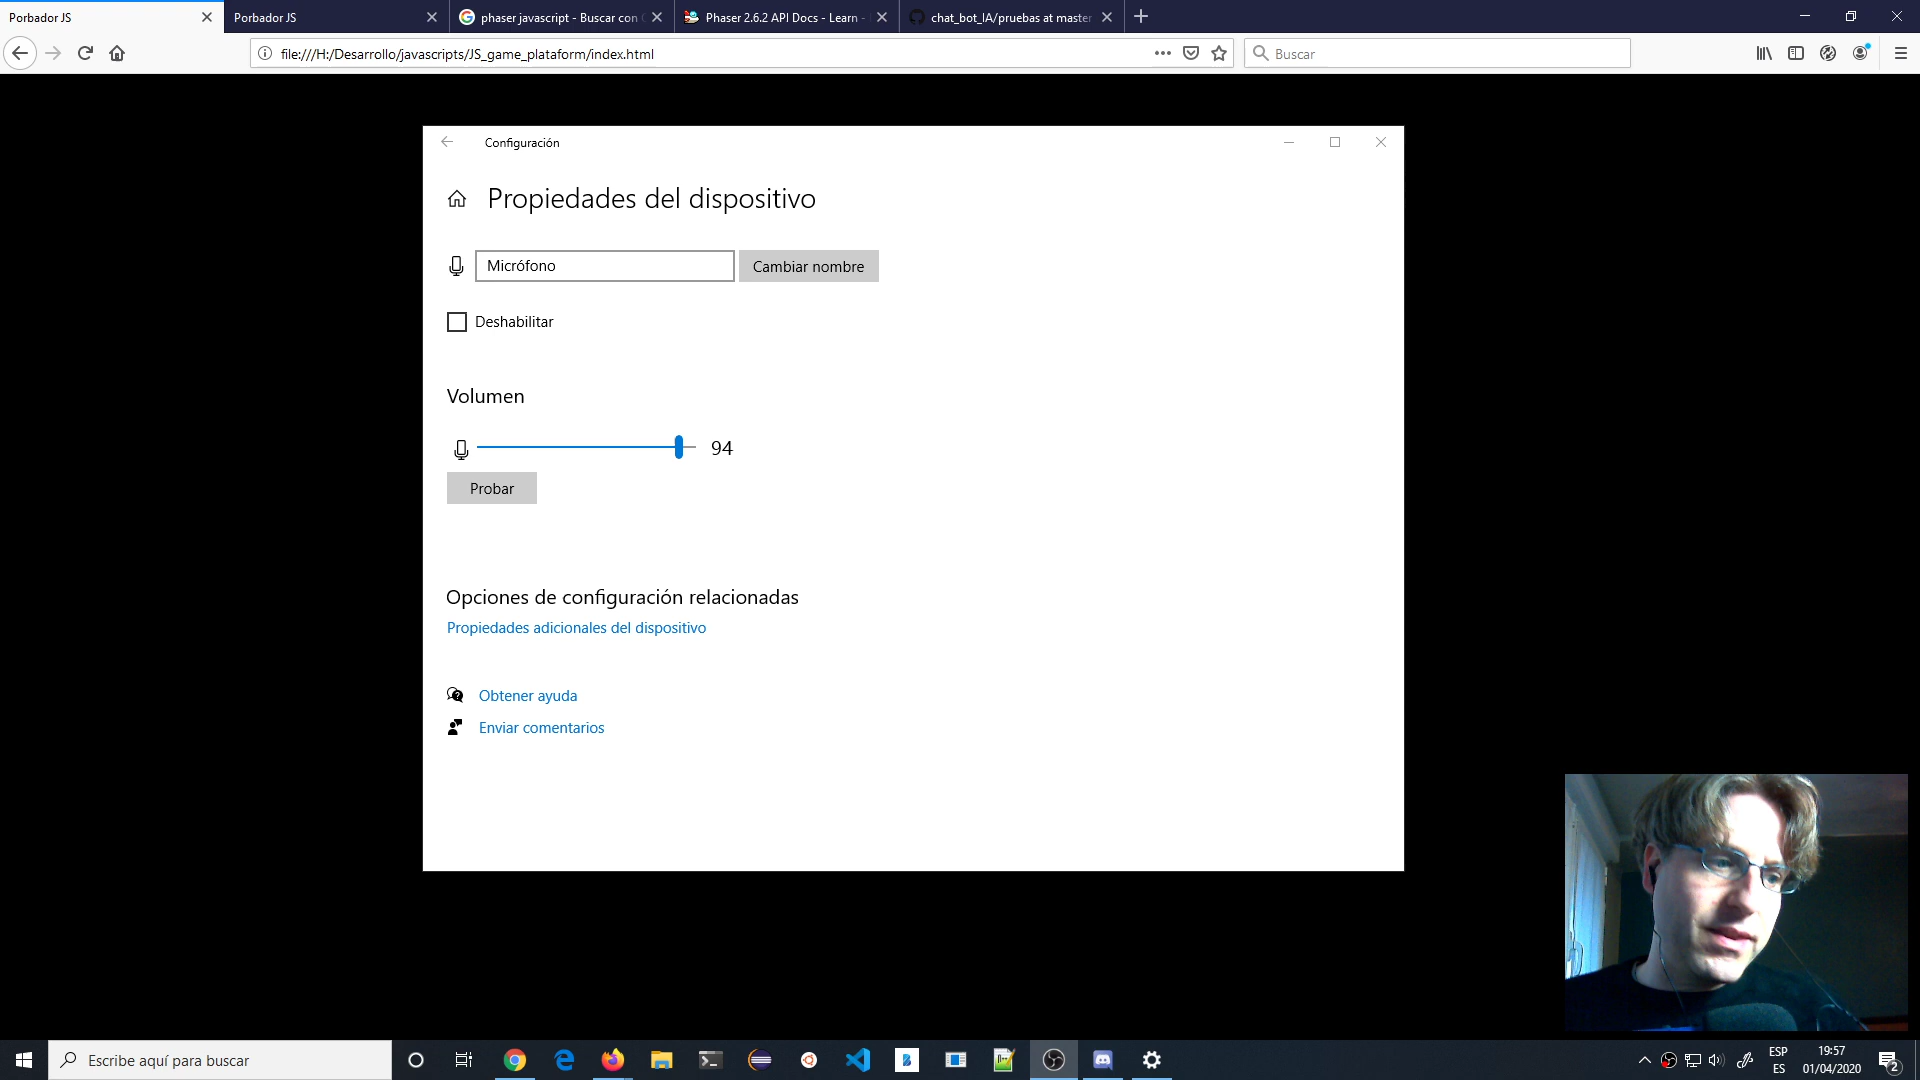 Porbador JS
Porbador JS
phaser javascript - Buscar con
Phaser 2.6.2 API Docs - Learn -
chat_bot_IA/pruebas at master
file:///H:/Desarrollo/javascripts/JS_game_plataform/index.html
Buscar
Configuración
Propiedades del dispositivo
Micrófono
Cambiar nombre
Deshabilitar
Volumen
94
Probar
Opciones de configuración relacionadas
Propiedades adicionales del dispositivo
Obtener ayuda
Enviar comentarios
Escribe aquí para buscar
ESP
ES
19:57
01/04/2020
2